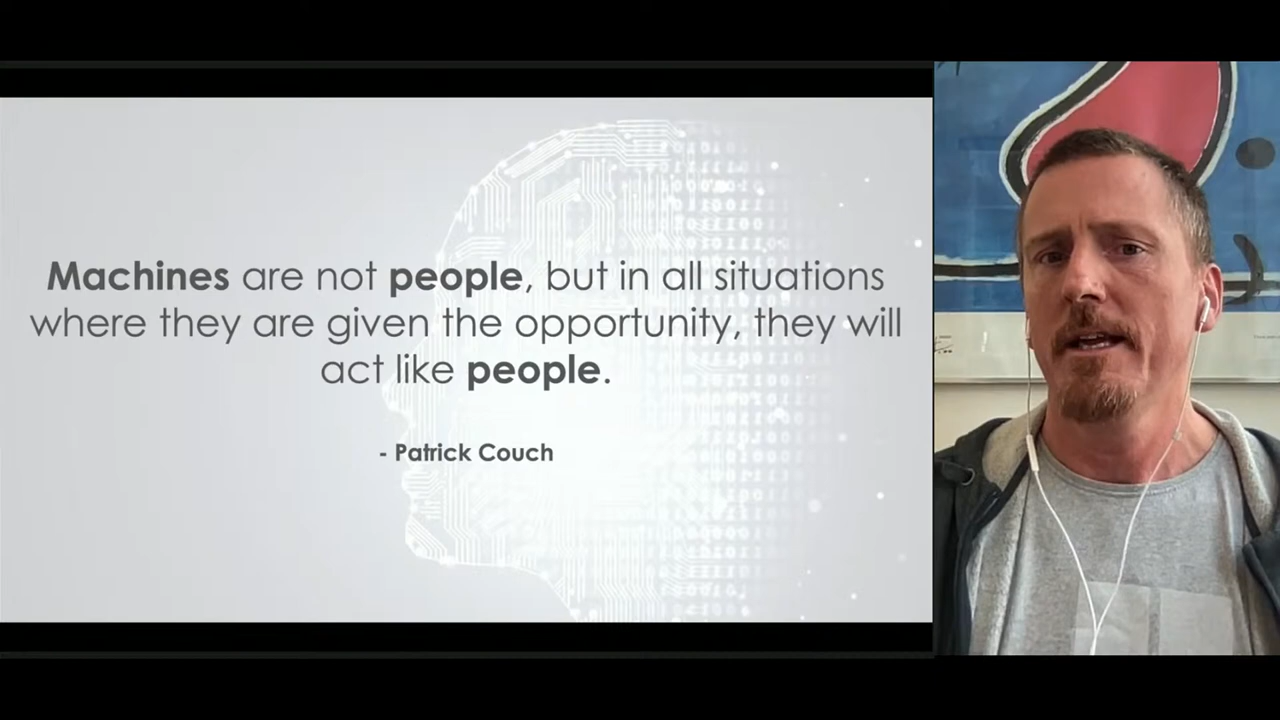 Machines are not people, but in all situations
where they are given the opportunity, they will
act like people.
- Patrick Couch